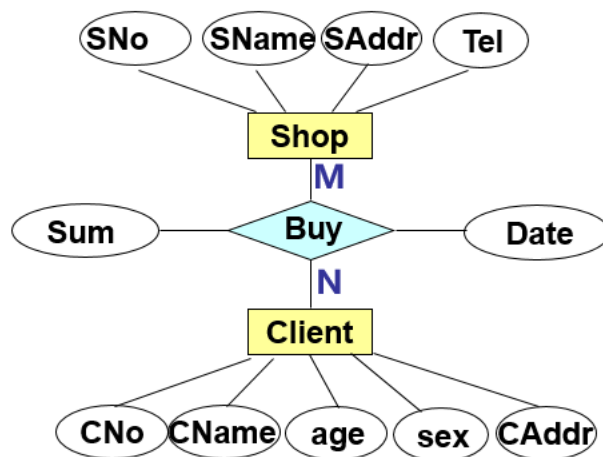 SNo SName SAddr Tel
Shop
M
Sum Buy Date
N
Client
CNo CName age sex CAddr